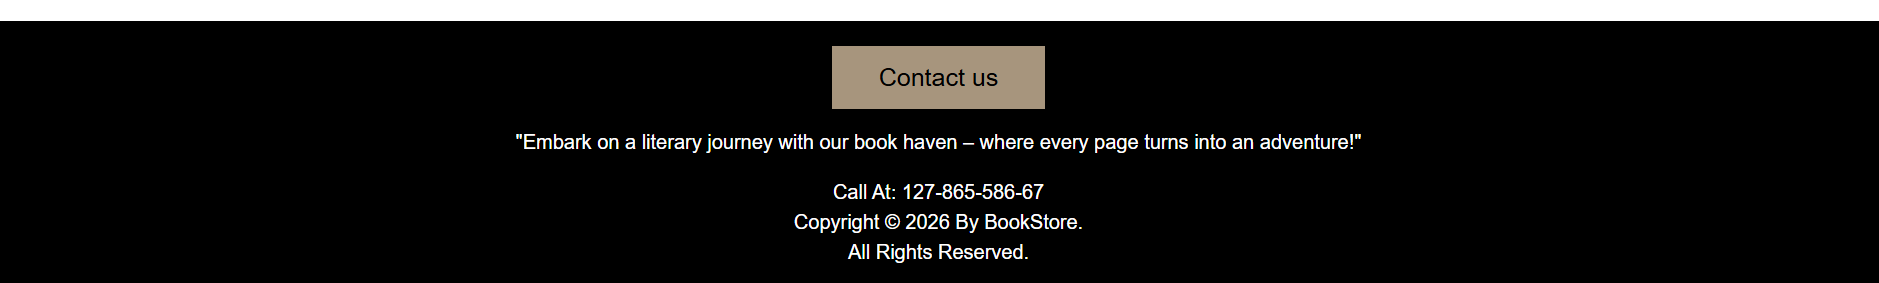 Contact us
"Embark on a literary journey with our book haven – where every page turns into an adventure!"
Call At: 127-865-586-67
Copyright © 2026 By BookStore.
All Rights Reserved.